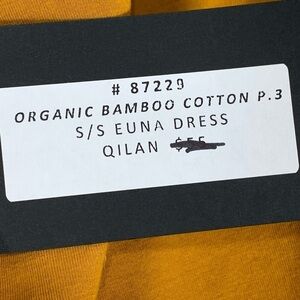 # 87229
ORGANIC BAMBOO COTTON P.3
S/S EUNA DRESS
QILAN